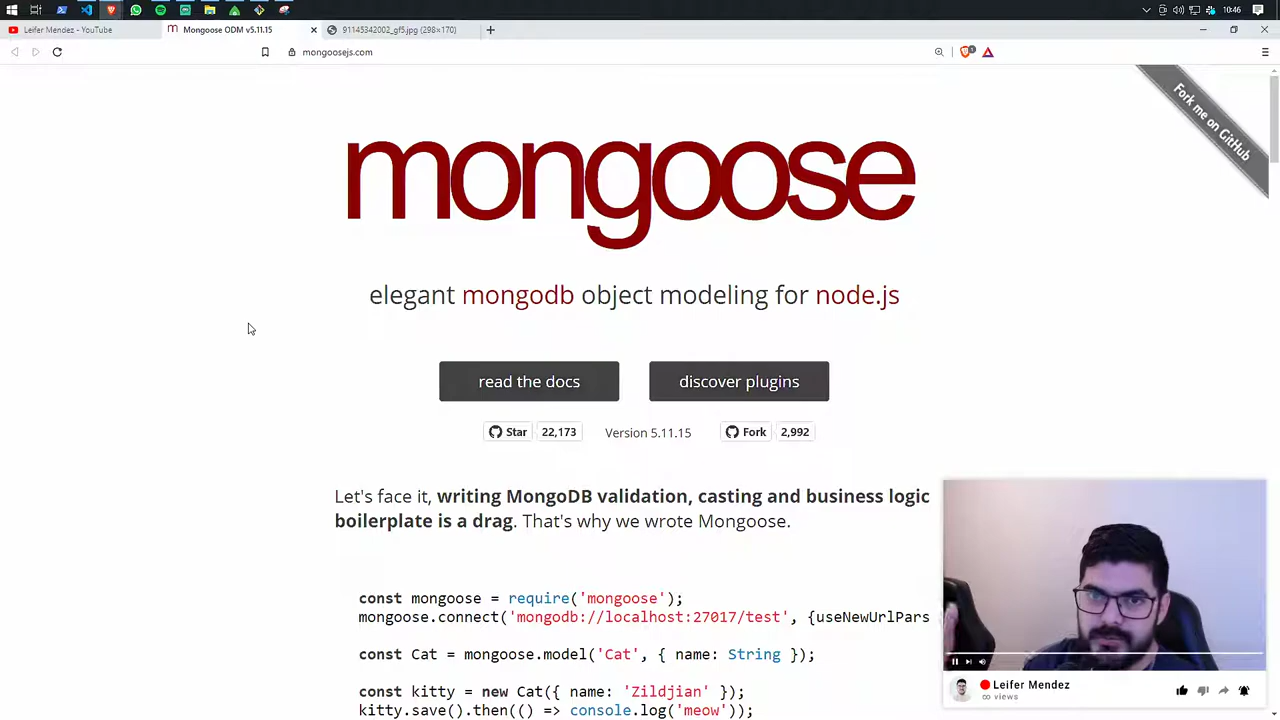 10:46
Leifer Mendez - YouTube
Mongoose ODM v5.11.15
91145342002_gf5.jpg (298×170)
mongoosejs.com
Fork me on GitHub
mongoose
elegant mongodb object modeling for node.js
read the docs
discover plugins
Star 22,173
Version 5.11.15
Fork 2,992
Let's face it, writing MongoDB validation, casting and business logic
boilerplate is a drag. That's why we wrote Mongoose.
const mongoose = require('mongoose');
mongoose.connect('mongodb://localhost:27017/test', {useNewUrlPars
const Cat = mongoose.model('Cat', { name: String });
const kitty = new Cat({ name: 'Zildjian' });
kitty.save().then(() => console.log('meow'));
Leifer Mendez
∞ views